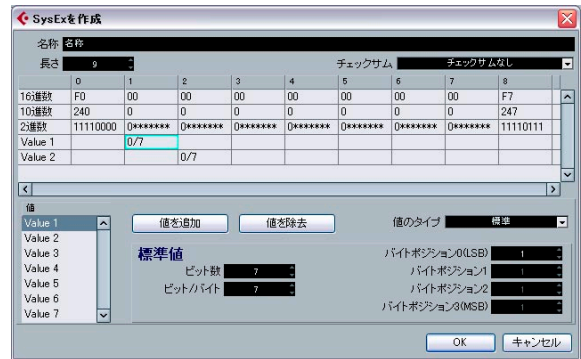 SysExを作成
名称 名称
長さ 9 チェックサム チェックサムなし
0 1 2 3 4 5 6 7 8
16進数 F0 00 00 00 00 00 00 00 F7
10進数 240 0 0 0 0 0 0 0 247
2進数 11110000 0******* 0******* 0******* 0******* 0******* 0******* 0******* 11110111
Value 1 0/7
Value 2 0/7
値
Value 1
Value 2
Value 3
Value 4
Value 5
Value 6
Value 7
値を追加 値を除去 値のタイプ 標準
標準値
ビット数 7
ビット/バイト 7
バイトポジション0(LSB) 1
バイトポジション1 1
バイトポジション2 1
バイトポジション3(MSB) 1
OK キャンセル